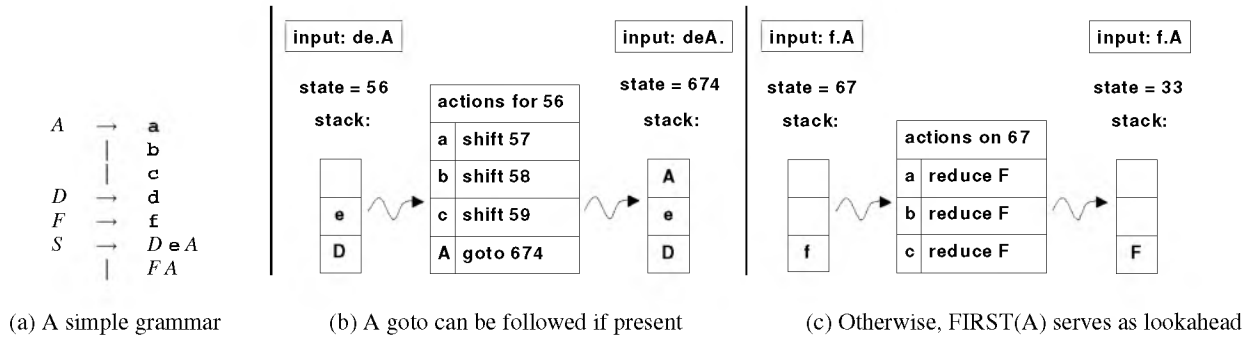 A → a
| b
| c
D → d
F → f
S → D e A
| F A
(a) A simple grammar
input: de.A
state = 56
stack:
e
D
actions for 56
a shift 57
b shift 58
c shift 59
A goto 674
input: deA.
state = 674
stack:
A
e
D
(b) A goto can be followed if present
input: f.A
state = 67
stack:
f
actions on 67
a reduce F
b reduce F
c reduce F
input: f.A
state = 33
stack:
F
(c) Otherwise, FIRST(A) serves as lookahead